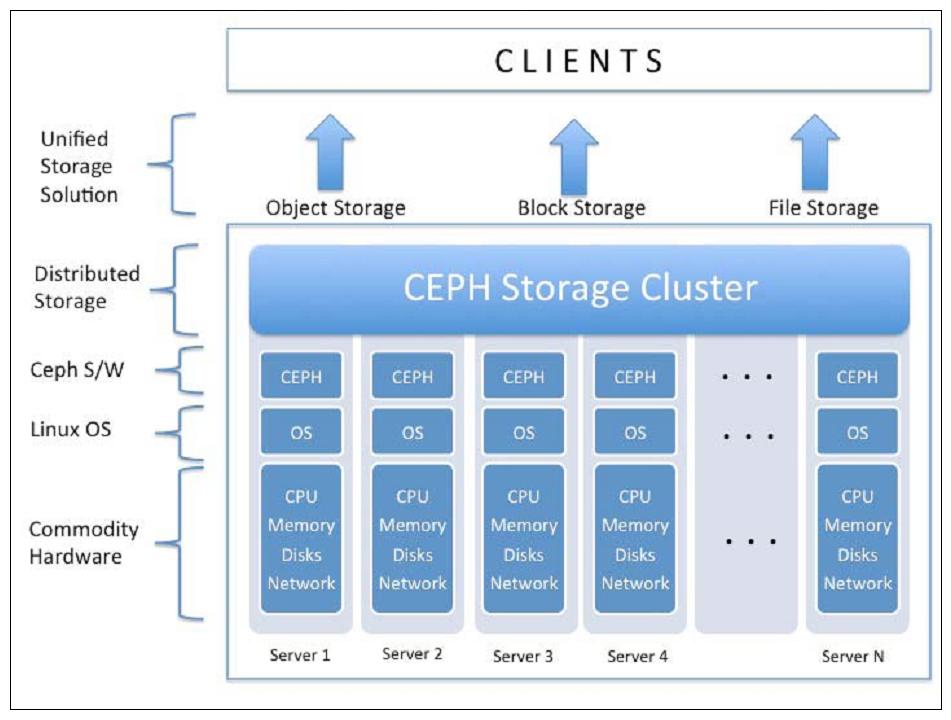 CLIENTS
Unified
Storage
Solution
Object Storage
Block Storage
File Storage
Distributed
Storage
CEPH Storage Cluster
Ceph S/W
CEPH
CEPH
CEPH
CEPH
. . .
CEPH
Linux OS
OS
OS
OS
OS
. . .
OS
Commodity
Hardware
CPU
Memory
Disks
Network
CPU
Memory
Disks
Network
CPU
Memory
Disks
Network
CPU
Memory
Disks
Network
. . .
CPU
Memory
Disks
Network
Server 1
Server 2
Server 3
Server 4
Server N